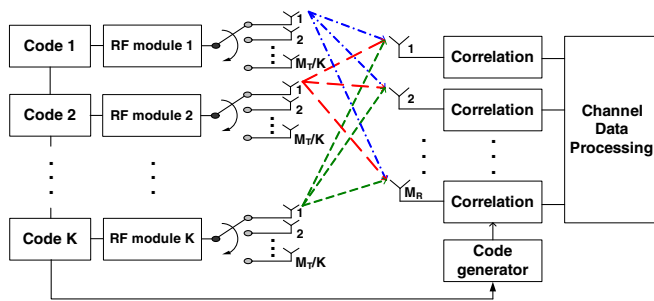 Code 1
RF module 1
1
2
M_T/K
Code 2
RF module 2
1
2
M_T/K
Code K
RF module K
1
2
M_T/K
1
2
M_R
Correlation
Correlation
Correlation
Code
generator
Channel
Data
Processing